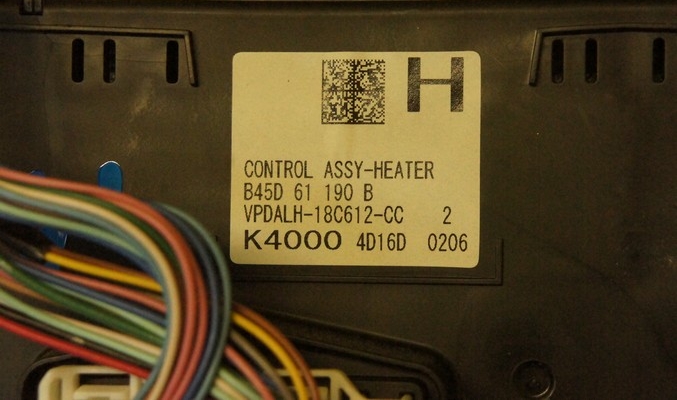 H
CONTROL ASSY-HEATER
B45D 61 190 B
VPDALH-18C612-CC 2
K4000 4D16D 0206